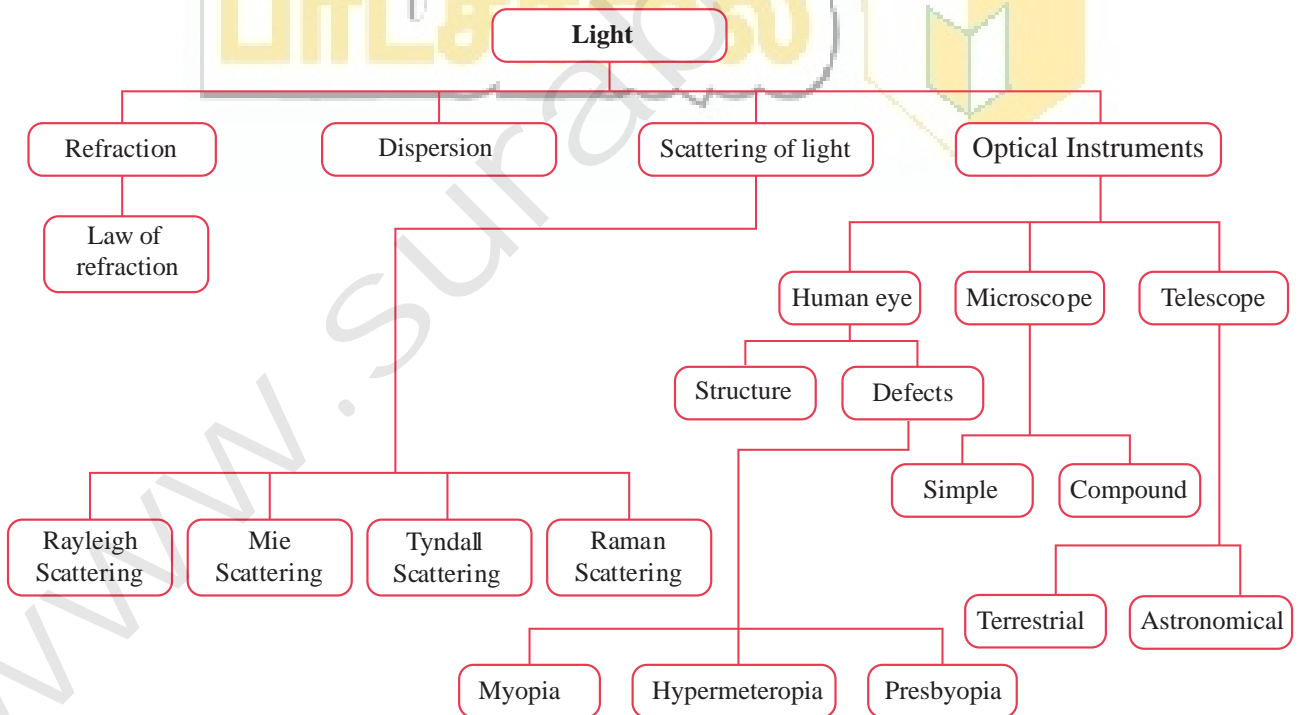 பாடசாலை
Light
Refraction
Dispersion
Scattering of light
Optical Instruments
Law of
refraction
Human eye
Microscope
Telescope
Structure
Defects
Simple
Compound
Rayleigh
Scattering
Mie
Scattering
Tyndall
Scattering
Raman
Scattering
Terrestrial
Astronomical
Myopia
Hypermeteropia
Presbyopia